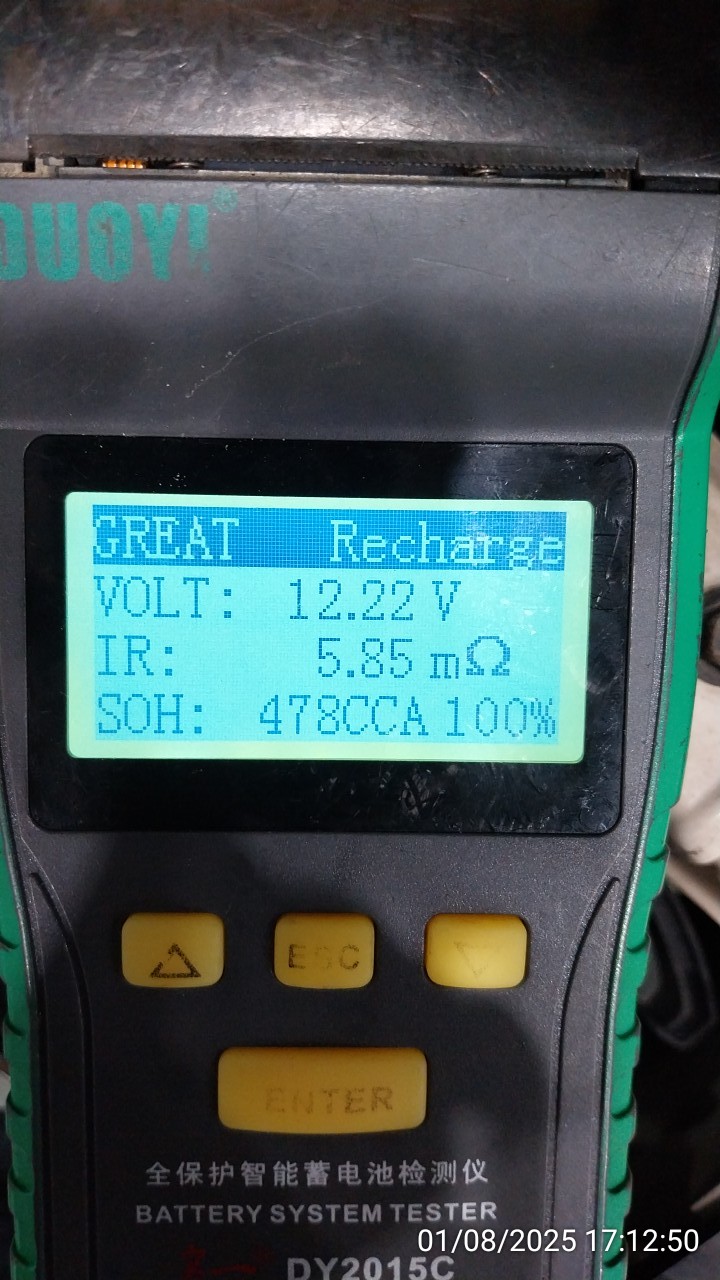 DUOYI®
GREAT Recharge
VOLT: 12.22 V
IR: 5.85 mΩ
SOH: 478CCA 100%
ESC
ENTER
全保护智能蓄电池检测仪
BATTERY SYSTEM TESTER
DY2015C
01/08/2025 17:12:50